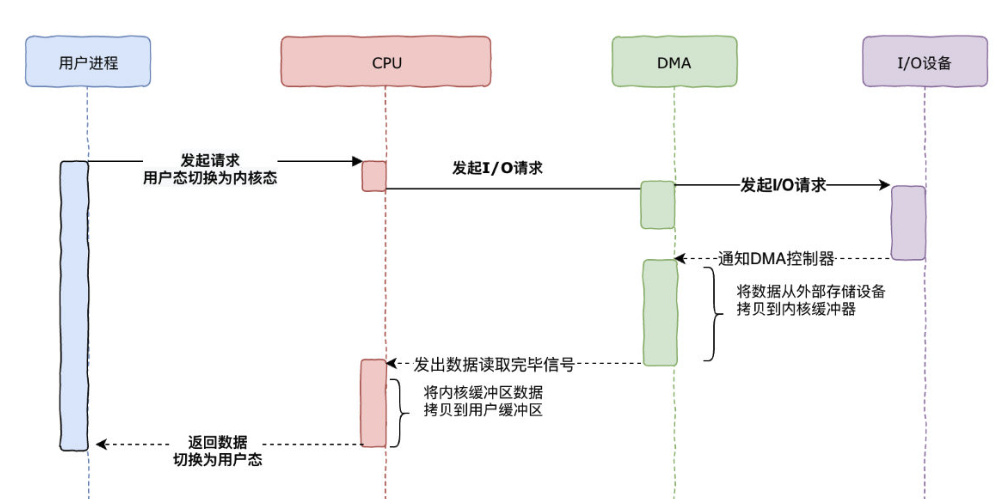 用户进程
CPU
DMA
I/O设备
发起请求
用户态切换为内核态
发起I/O请求
发起I/O请求
通知DMA控制器
将数据从外部存储设备
拷贝到内核缓冲器
发出数据读取完毕信号
将内核缓冲区数据
拷贝到用户缓冲区
返回数据
切换为用户态